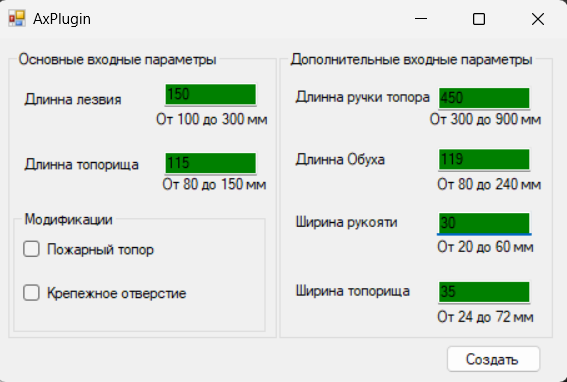 AxPlugin
Основные входные параметры
Длинна лезвия
150
От 100 до 300 мм
Длинна топорища
115
От 80 до 150 мм
Модификации
Пожарный топор
Крепежное отверстие
Дополнительные входные параметры
Длинна ручки топора
450
От 300 до 900 мм
Длинна Обуха
119
От 80 до 240 мм
Ширина рукояти
30
От 20 до 60 мм
Ширина топорища
35
От 24 до 72 мм
Создать